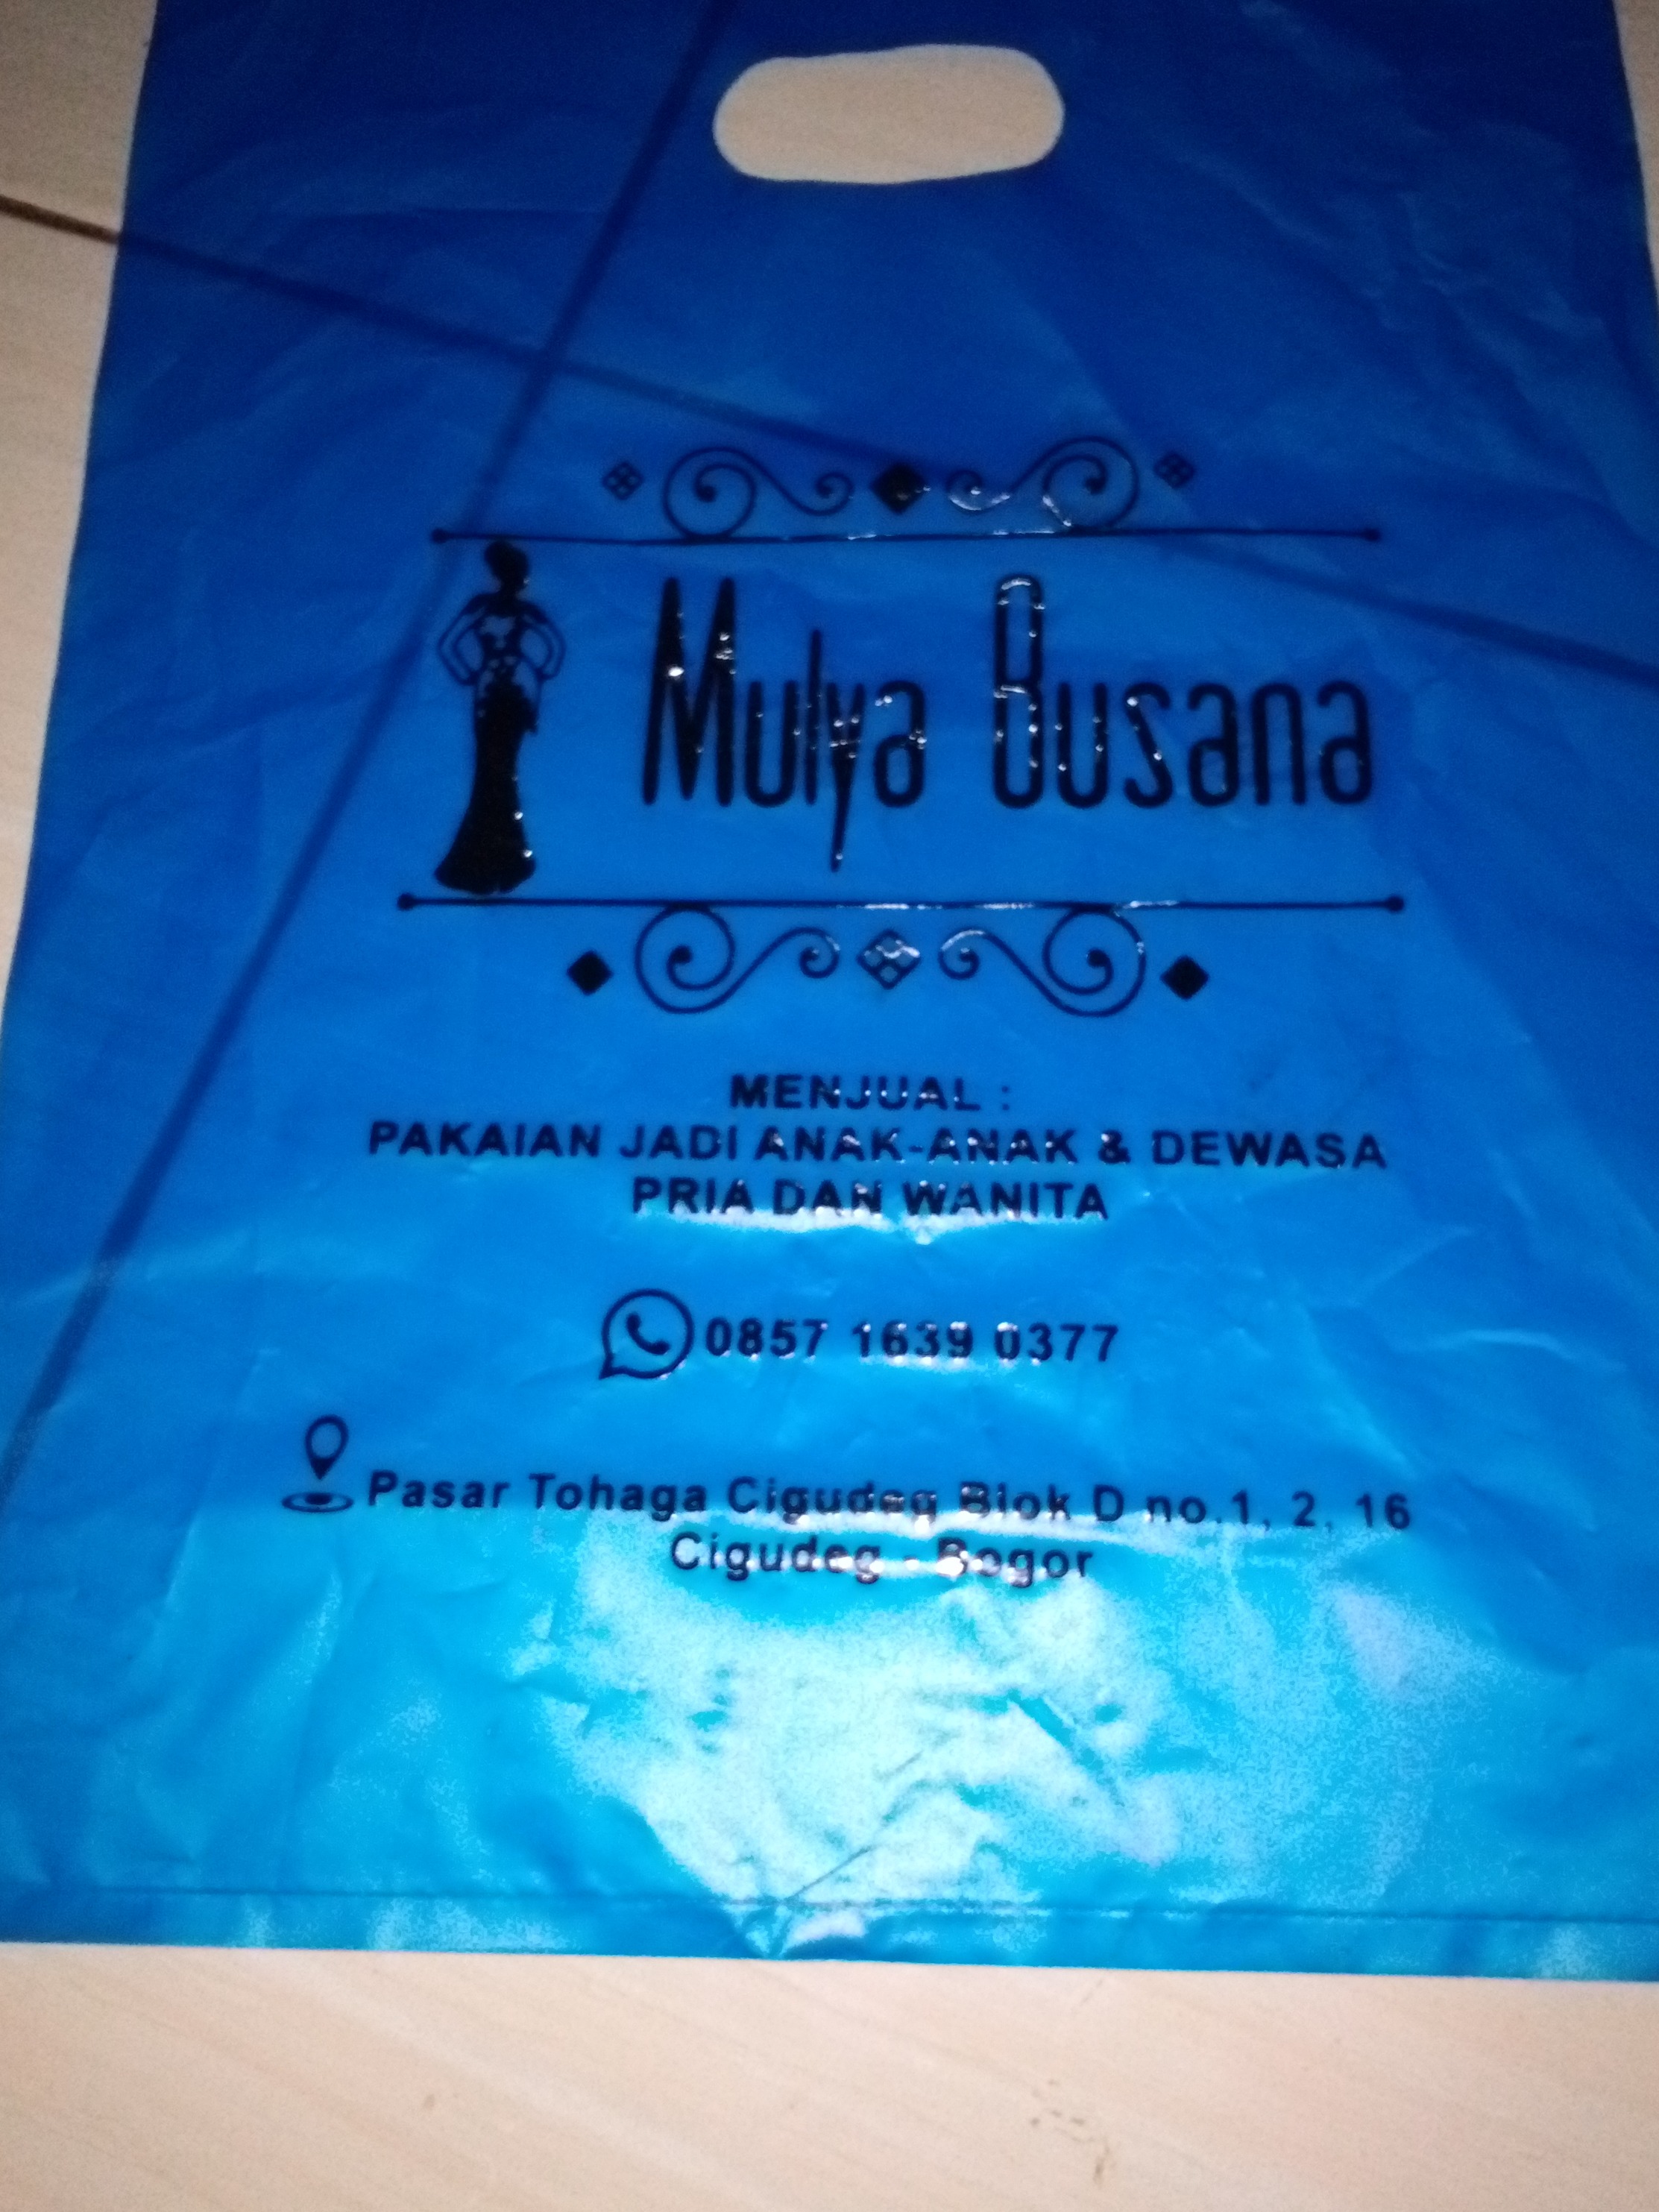 Mulya Busana
MENJUAL :
PAKAIAN JADI ANAK-ANAK & DEWASA
PRIA DAN WANITA
0857 1639 0377
Pasar Tohaga Cigudeg Blok D no.1, 2, 16
Cigudeg - Bogor